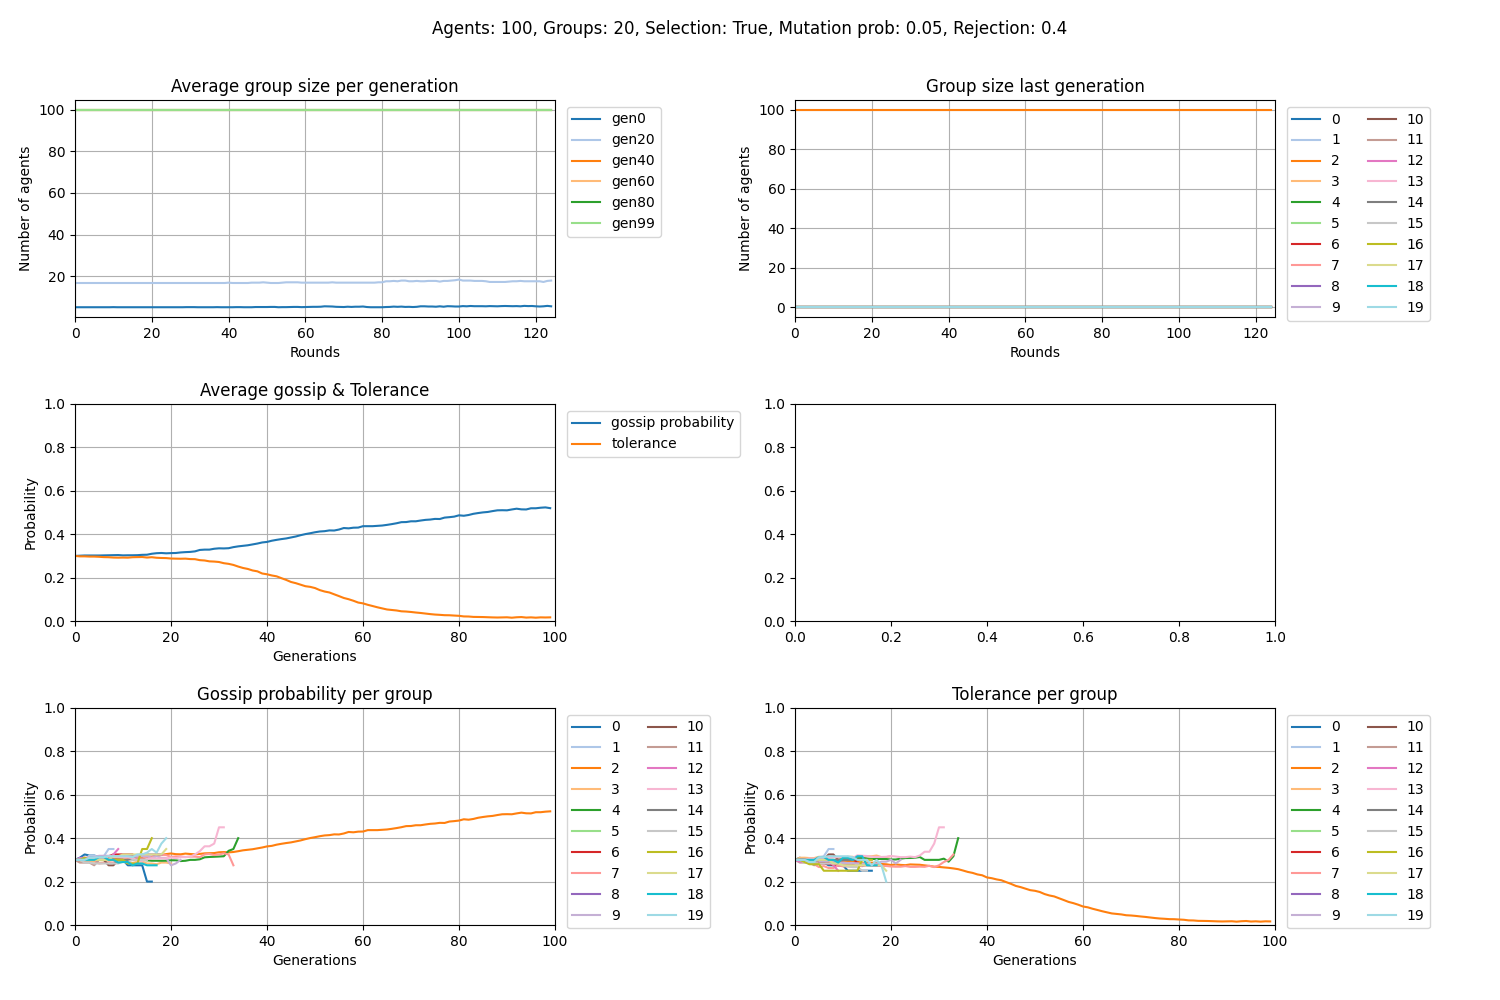 Agents: 100, Groups: 20, Selection: True, Mutation prob: 0.05, Rejection: 0.4
Average group size per generation
Number of agents
100
80
60
40
20
0 20 40 60 80 100 120
Rounds
gen0
gen20
gen40
gen60
gen80
gen99
Group size last generation
Number of agents
100
80
60
40
20
0
0 20 40 60 80 100 120
Rounds
0 10
1 11
2 12
3 13
4 14
5 15
6 16
7 17
8 18
9 19
Average gossip & Tolerance
Probability
1.0
0.8
0.6
0.4
0.2
0.0
0 20 40 60 80 100
Generations
gossip probability
tolerance
1.0
0.8
0.6
0.4
0.2
0.0
0.0 0.2 0.4 0.6 0.8 1.0
Gossip probability per group
Probability
1.0
0.8
0.6
0.4
0.2
0.0
0 20 40 60 80 100
Generations
0 10
1 11
2 12
3 13
4 14
5 15
6 16
7 17
8 18
9 19
Tolerance per group
Probability
1.0
0.8
0.6
0.4
0.2
0.0
0 20 40 60 80 100
Generations
0 10
1 11
2 12
3 13
4 14
5 15
6 16
7 17
8 18
9 19